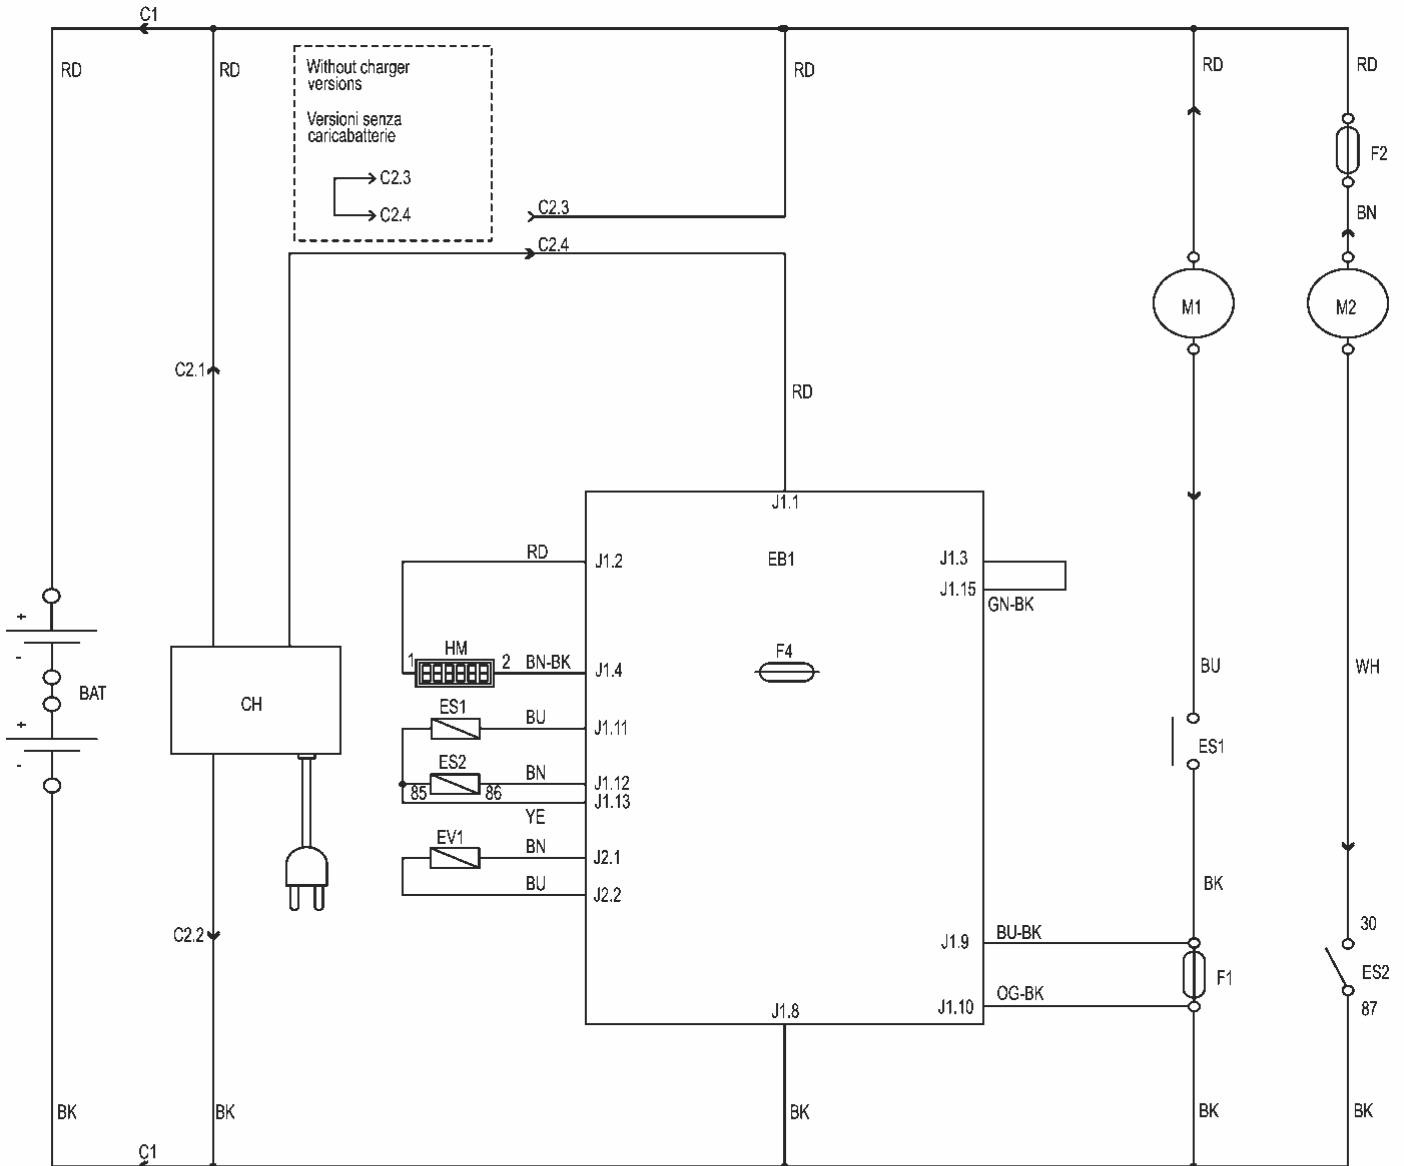 C1
RD
RD
RD
RD
RD
Without charger
versions
Versioni senza
caricabatterie
C2.3
C2.4
C2.3
C2.4
F2
BN
M1
M2
C2.1
RD
J1.1
RD
J1.2
EB1
J1.3
J1.15
GN-BK
+
-
BAT
+
-
CH
HM
1
2
BN-BK
J1.4
F4
BU
WH
ES1
BU
J1.11
ES2
BN
J1.12
85
86
J1.13
YE
ES1
EV1
BN
J2.1
BU
J2.2
BK
C2.2
J1.9
BU-BK
30
ES2
F1
87
J1.10
OG-BK
J1.8
BK
BK
BK
BK
BK
C1